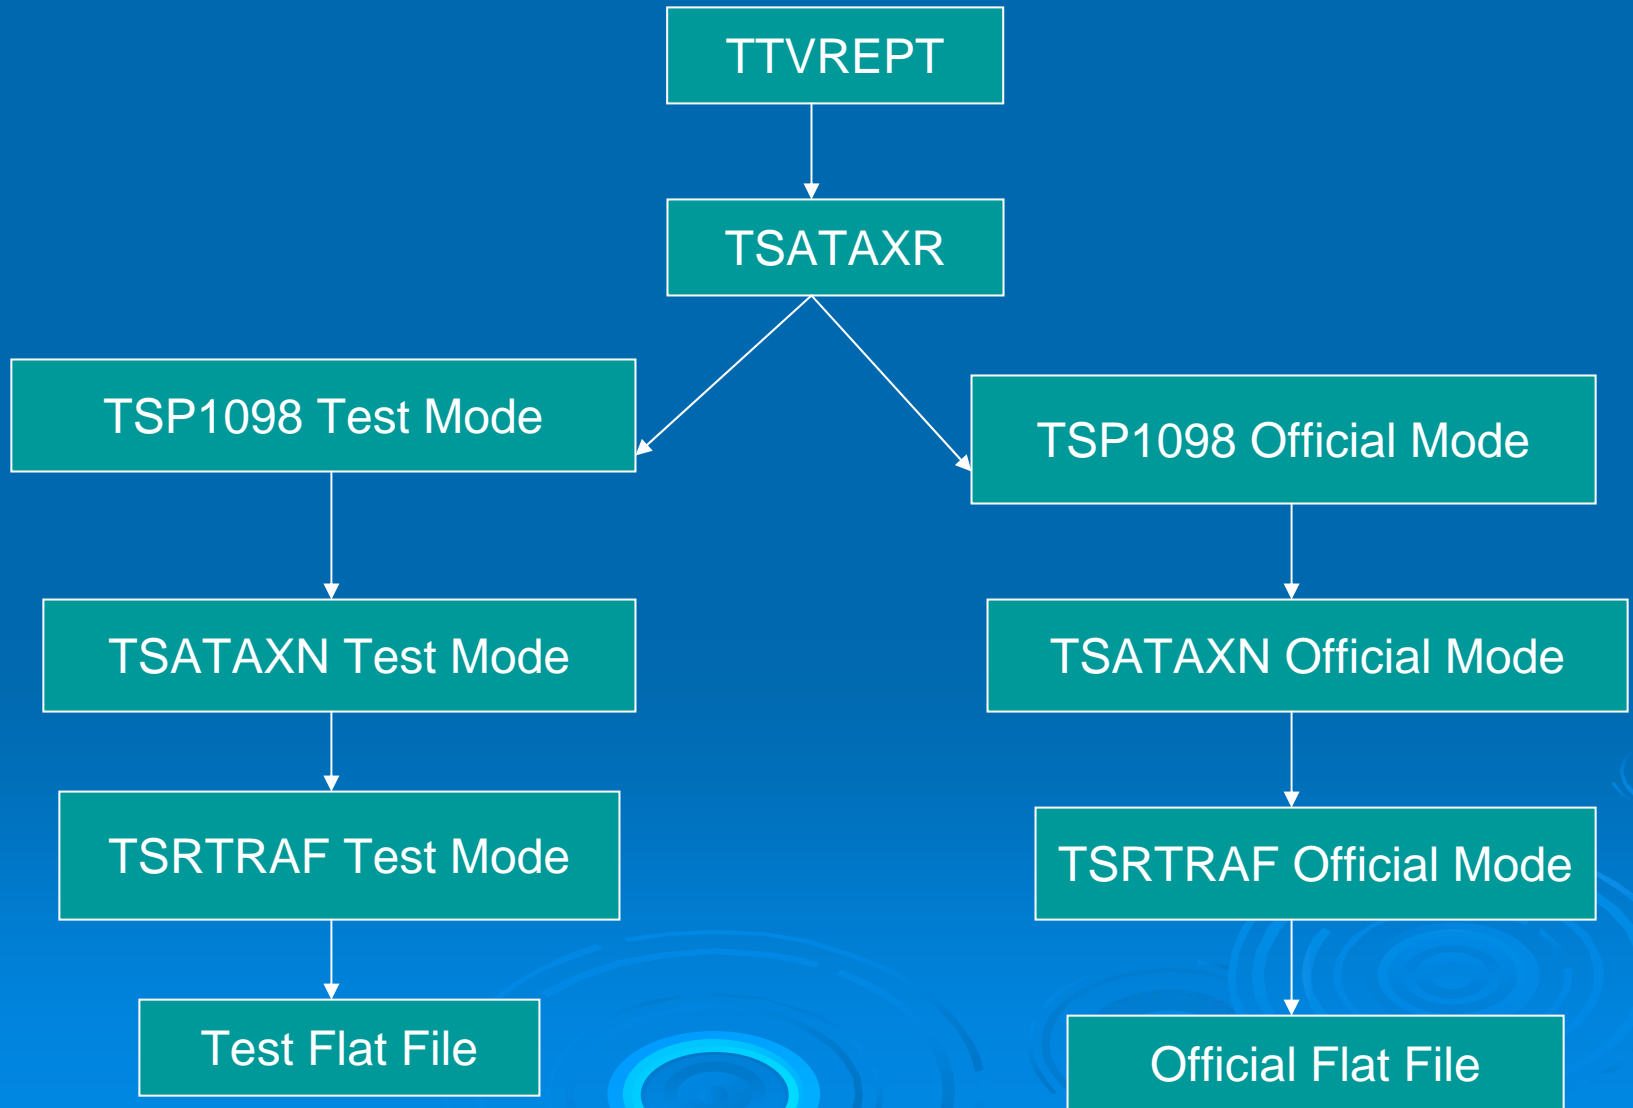 TTVREPT
TSATAXR
TSP1098 Test Mode
TSP1098 Official Mode
TSATAXN Test Mode
TSATAXN Official Mode
TSRTRAF Test Mode
TSRTRAF Official Mode
Test Flat File
Official Flat File